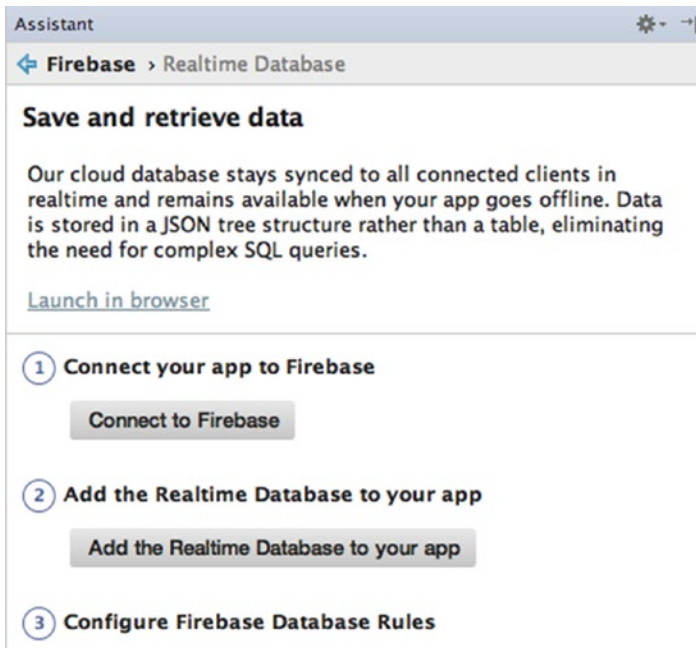 Assistant
Firebase › Realtime Database
Save and retrieve data
Our cloud database stays synced to all connected clients in
realtime and remains available when your app goes offline. Data
is stored in a JSON tree structure rather than a table, eliminating
the need for complex SQL queries.
Launch in browser
1 Connect your app to Firebase
Connect to Firebase
2 Add the Realtime Database to your app
Add the Realtime Database to your app
3 Configure Firebase Database Rules